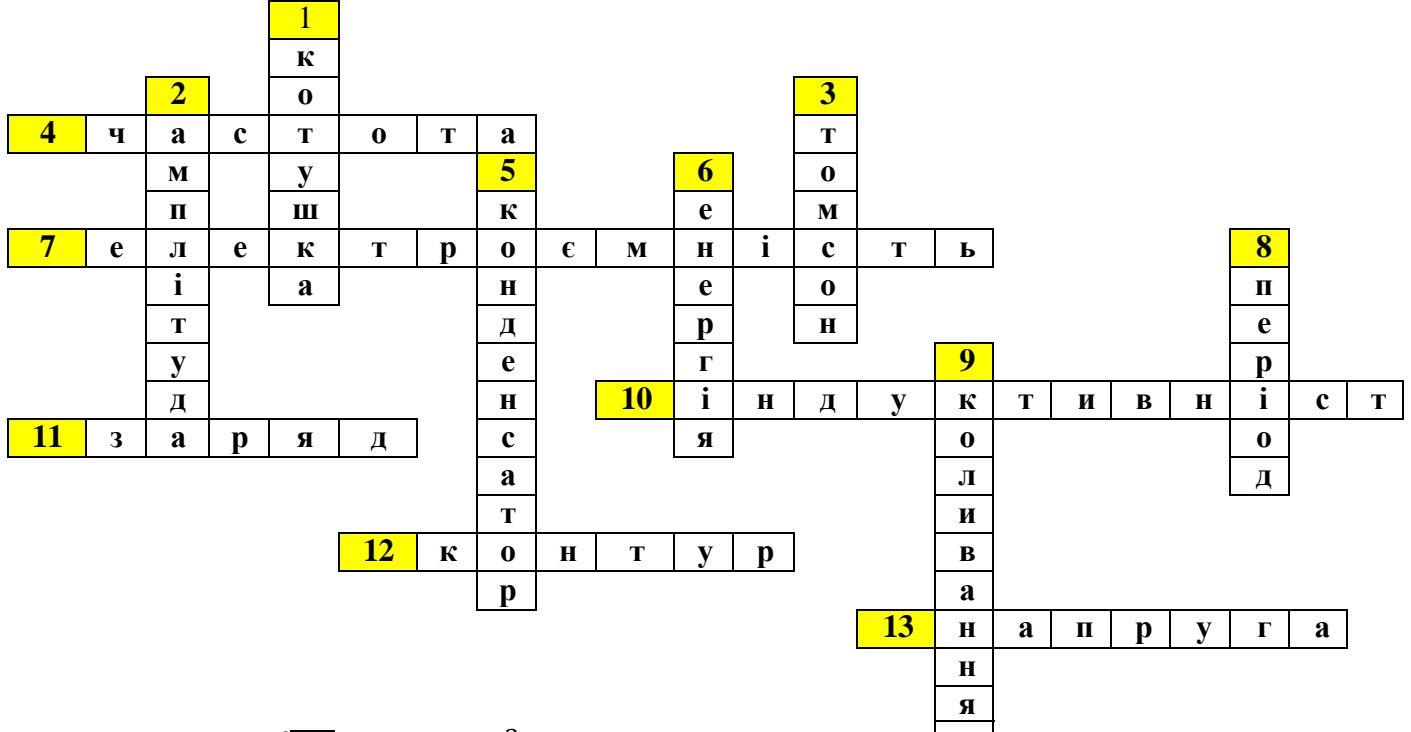 1
к
2 о 3
4 ч а с т о т а т
м у 5 6 о
п ш к е м
7 е л е к т р о є м н і с т ь 8
і а н е о п
т д р н е
у е г 9 р
д н 10 і н д у к т и в н і с т
11 з а р я д с я о о
а л д
т и
12 к о н т у р в
р а
13 н а п р у г а
н
я